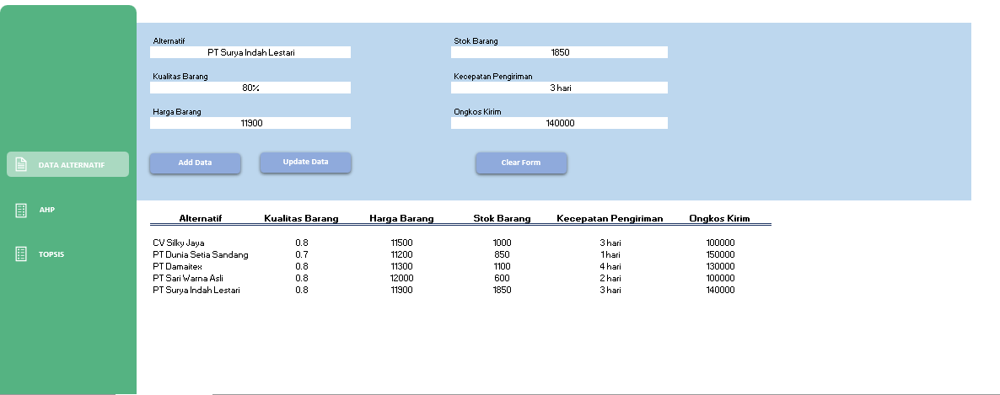 DATA ALTERNATIF
AHP
TOPSIS
Alternatif Stok Barang
PT Surya Indah Lestari 1850
Kualitas Barang Kecepatan Pengiriman
80% 3 hari
Harga Barang Ongkos Kirim
11900 140000
Add Data Update Data Clear Form
Alternatif Kualitas Barang Harga Barang Stok Barang Kecepatan Pengiriman Ongkos Kirim
CV Silky Jaya 0.8 11500 1000 3 hari 100000
PT Dunia Setia Sandang 0.7 11200 850 1 hari 150000
PT Damaitex 0.8 11300 1100 4 hari 130000
PT Sari Warna Asli 0.8 12000 600 2 hari 100000
PT Surya Indah Lestari 0.8 11900 1850 3 hari 140000